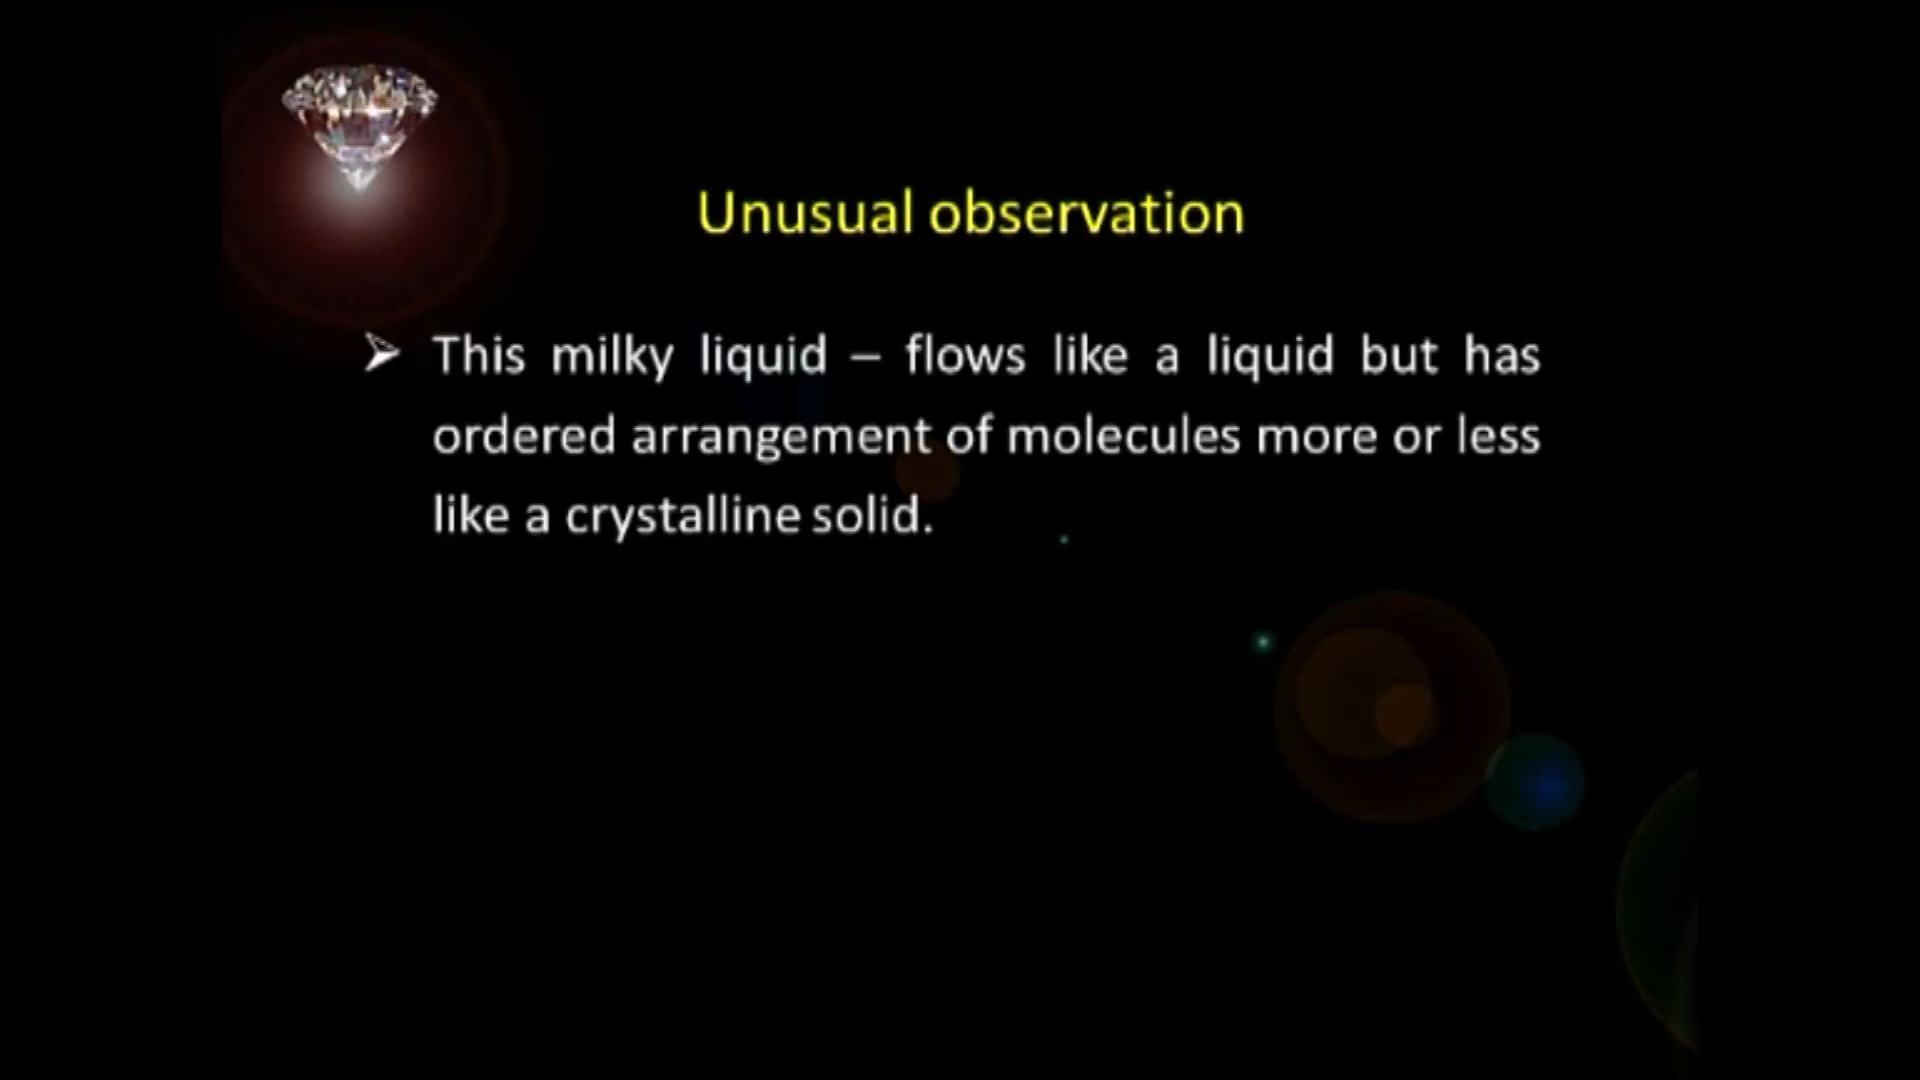 Unusual observation
This milky liquid – flows like a liquid but has
ordered arrangement of molecules more or less
like a crystalline solid.